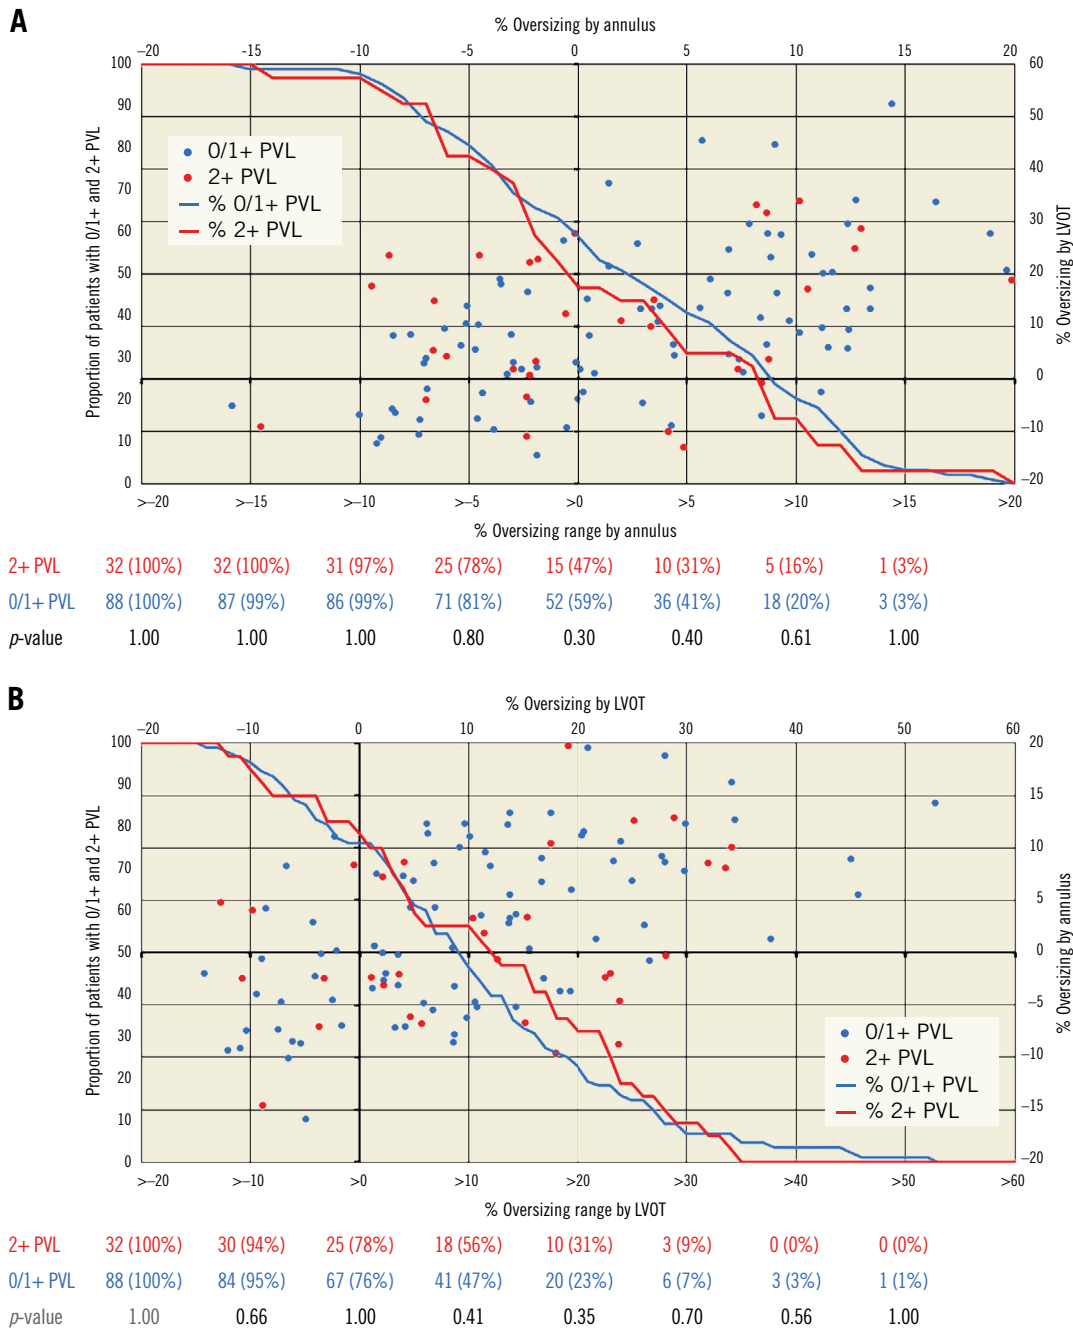 A
% Oversizing by annulus
–20 –15 –10 -5 0 5 10 15 20
Proportion of patients with 0/1+ and 2+ PVL
100
90
80
70
60
50
40
30
20
10
0
0/1+ PVL
2+ PVL
% 0/1+ PVL
% 2+ PVL
60
50
40
30
20
10
0
–10
–20
% Oversizing by LVOT
>–20 >–15 >–10 >–5 >0 >5 >10 >15 >20
% Oversizing range by annulus
2+ PVL 32 (100%) 32 (100%) 31 (97%) 25 (78%) 15 (47%) 10 (31%) 5 (16%) 1 (3%)
0/1+ PVL 88 (100%) 87 (99%) 86 (99%) 71 (81%) 52 (59%) 36 (41%) 18 (20%) 3 (3%)
p-value 1.00 1.00 1.00 0.80 0.30 0.40 0.61 1.00
B
% Oversizing by LVOT
–20 –10 0 10 20 30 40 50 60
Proportion of patients with 0/1+ and 2+ PVL
100
90
80
70
60
50
40
30
20
10
0
20
15
10
5
0
–5
–10
–15
–20
% Oversizing by annulus
0/1+ PVL
2+ PVL
% 0/1+ PVL
% 2+ PVL
>–20 >–10 >0 >10 >20 >30 >40 >50 >60
% Oversizing range by LVOT
2+ PVL 32 (100%) 30 (94%) 25 (78%) 18 (56%) 10 (31%) 3 (9%) 0 (0%) 0 (0%)
0/1+ PVL 88 (100%) 84 (95%) 67 (76%) 41 (47%) 20 (23%) 6 (7%) 3 (3%) 1 (1%)
p-value 1.00 0.66 1.00 0.41 0.35 0.70 0.56 1.00